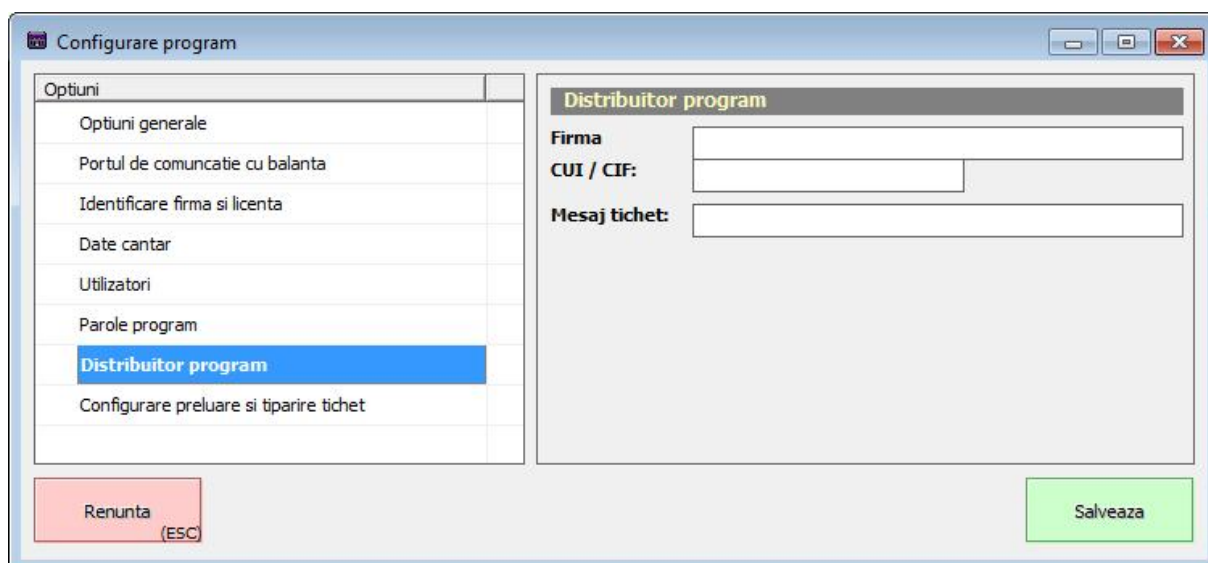 Configurare program
Optiuni
Optiuni generale
Portul de comuncatie cu balanta
Identificare firma si licenta
Date cantar
Utilizatori
Parole program
Distribuitor program
Configurare preluare si tiparire tichet
Distribuitor program
Firma
CUI / CIF:
Mesaj tichet:
Renunta
(ESC)
Salveaza